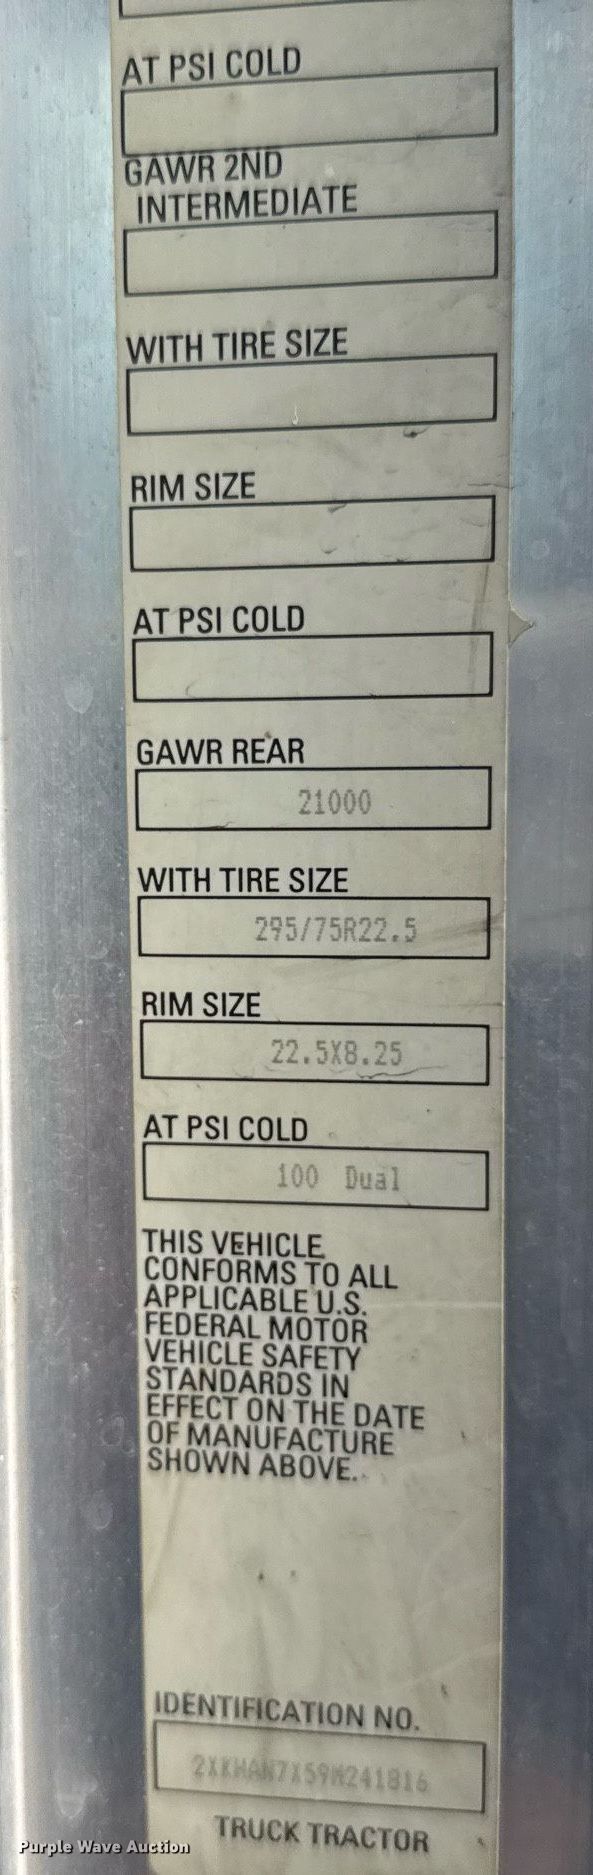 AT PSI COLD
GAWR 2ND
INTERMEDIATE
WITH TIRE SIZE
RIM SIZE
AT PSI COLD
GAWR REAR
21000
WITH TIRE SIZE
295/75R22.5
RIM SIZE
22.5X8.25
AT PSI COLD
100 Dual
THIS VEHICLE
CONFORMS TO ALL
APPLICABLE U.S.
FEDERAL MOTOR
VEHICLE SAFETY
STANDARDS IN
EFFECT ON THE DATE
OF MANUFACTURE
SHOWN ABOVE.
IDENTIFICATION NO.
2XKHAN7X59M241816
TRUCK TRACTOR
Purple Wave Auction